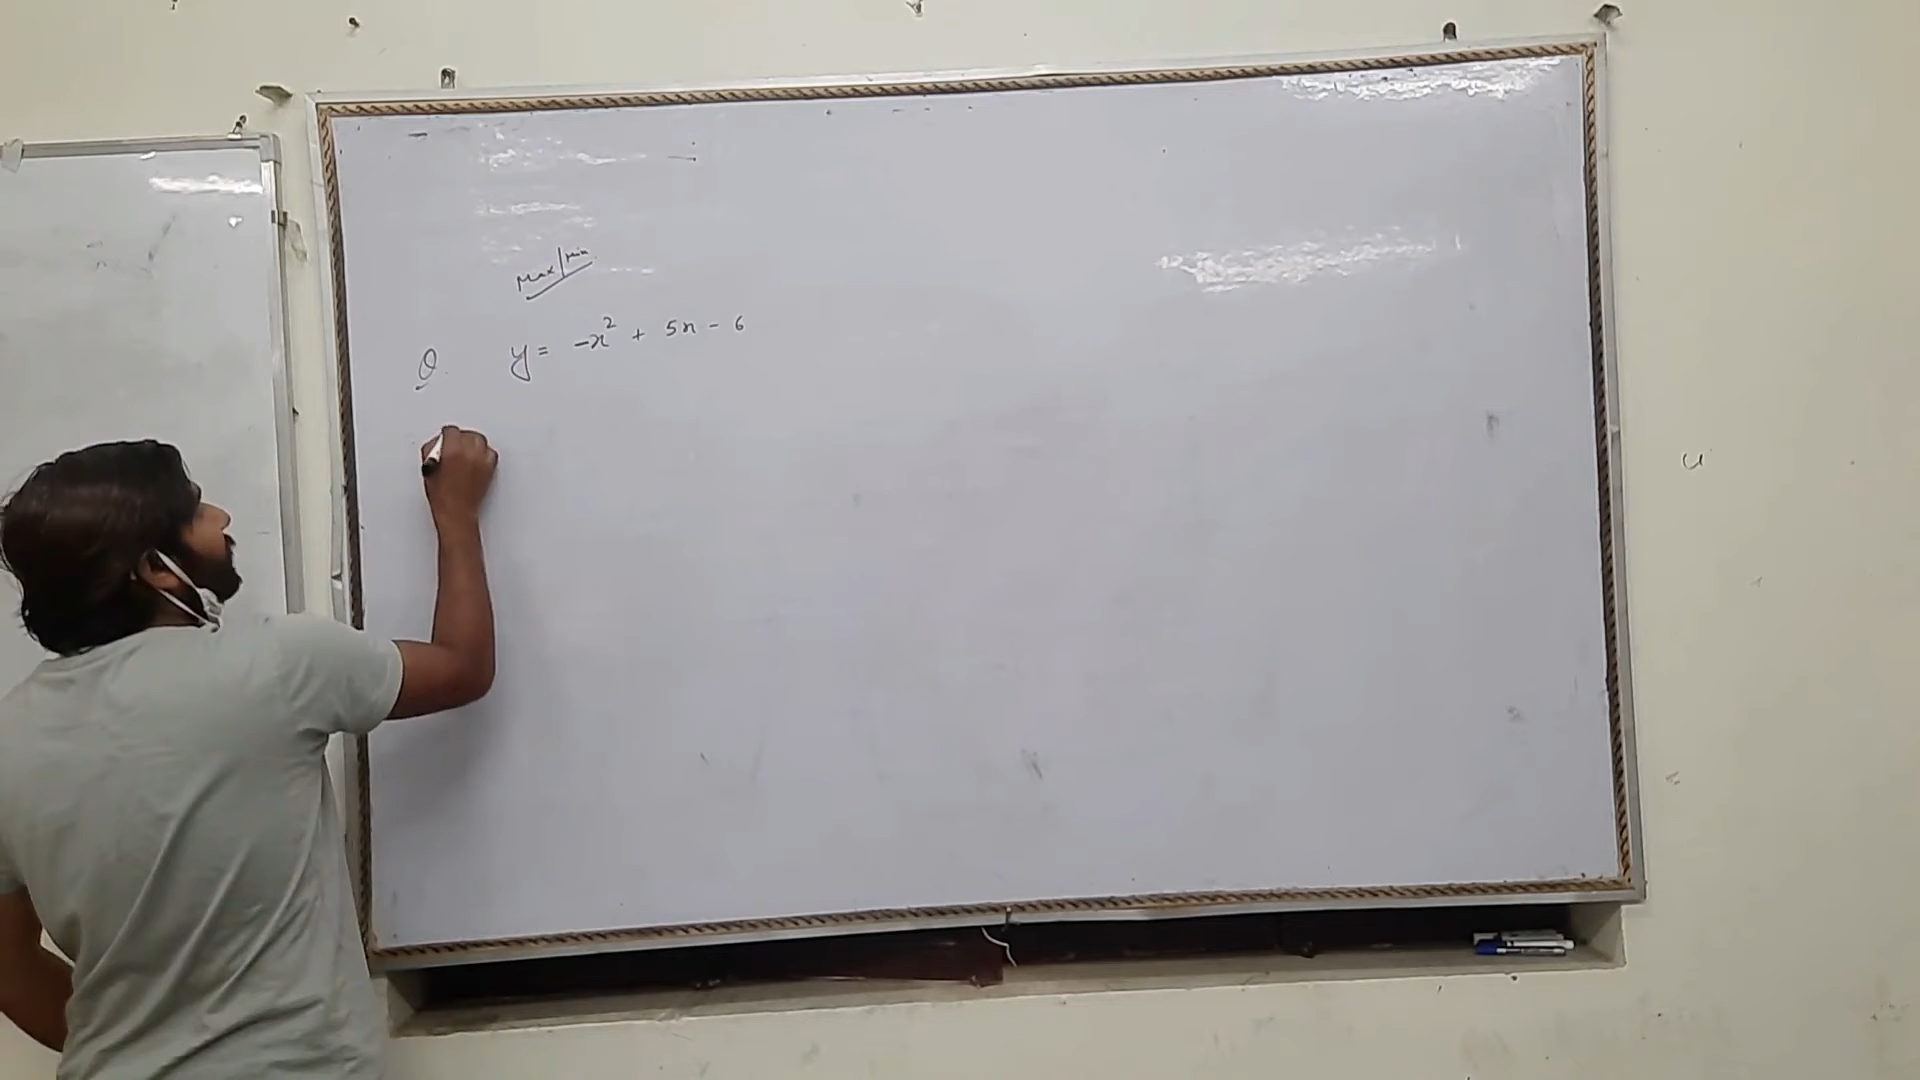 Max/Min
Q. y = -x² + 5x - 6